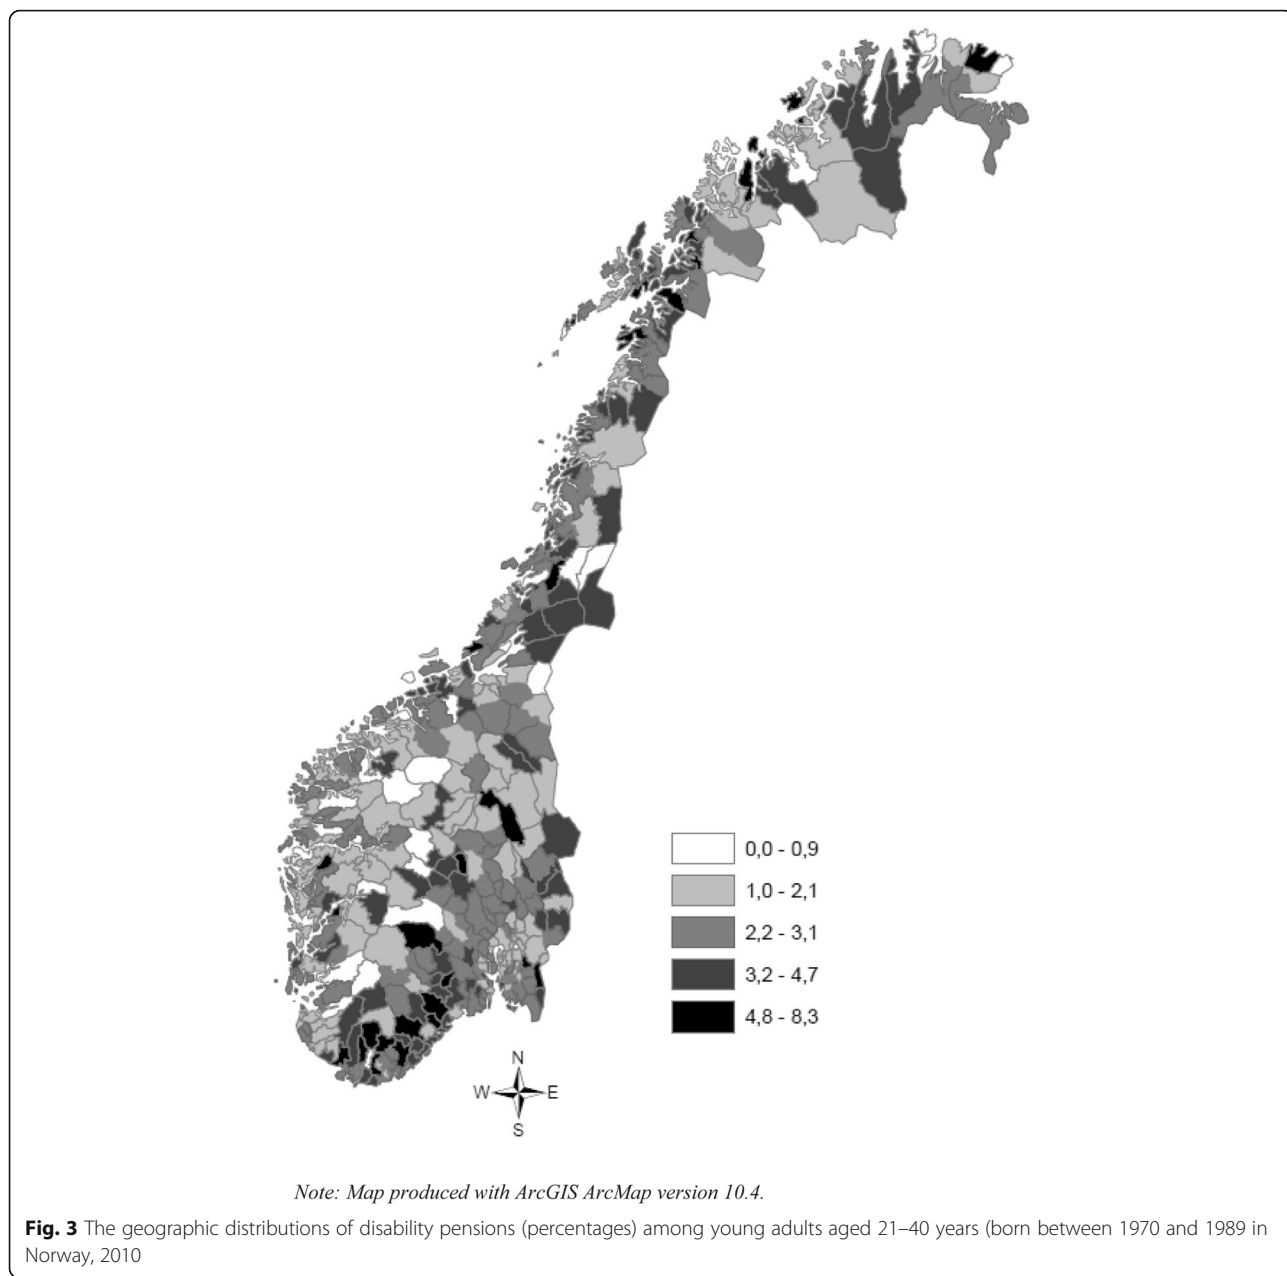 0,0 - 0,9
1,0 - 2,1
2,2 - 3,1
3,2 - 4,7
4,8 - 8,3
N
W E
S
Note: Map produced with ArcGIS ArcMap version 10.4.
Fig. 3 The geographic distributions of disability pensions (percentages) among young adults aged 21–40 years (born between 1970 and 1989 in
Norway, 2010